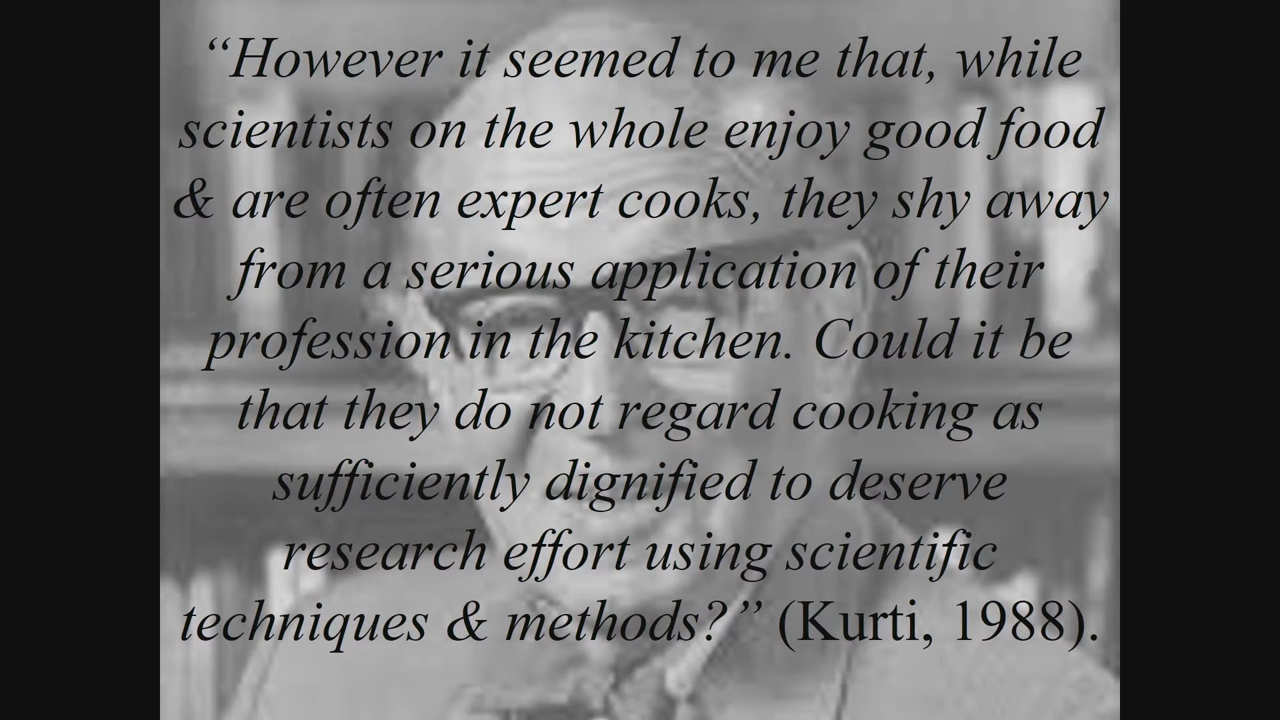 “However it seemed to me that, while
scientists on the whole enjoy good food
& are often expert cooks, they shy away
from a serious application of their
profession in the kitchen. Could it be
that they do not regard cooking as
sufficiently dignified to deserve
research effort using scientific
techniques & methods?” (Kurti, 1988).